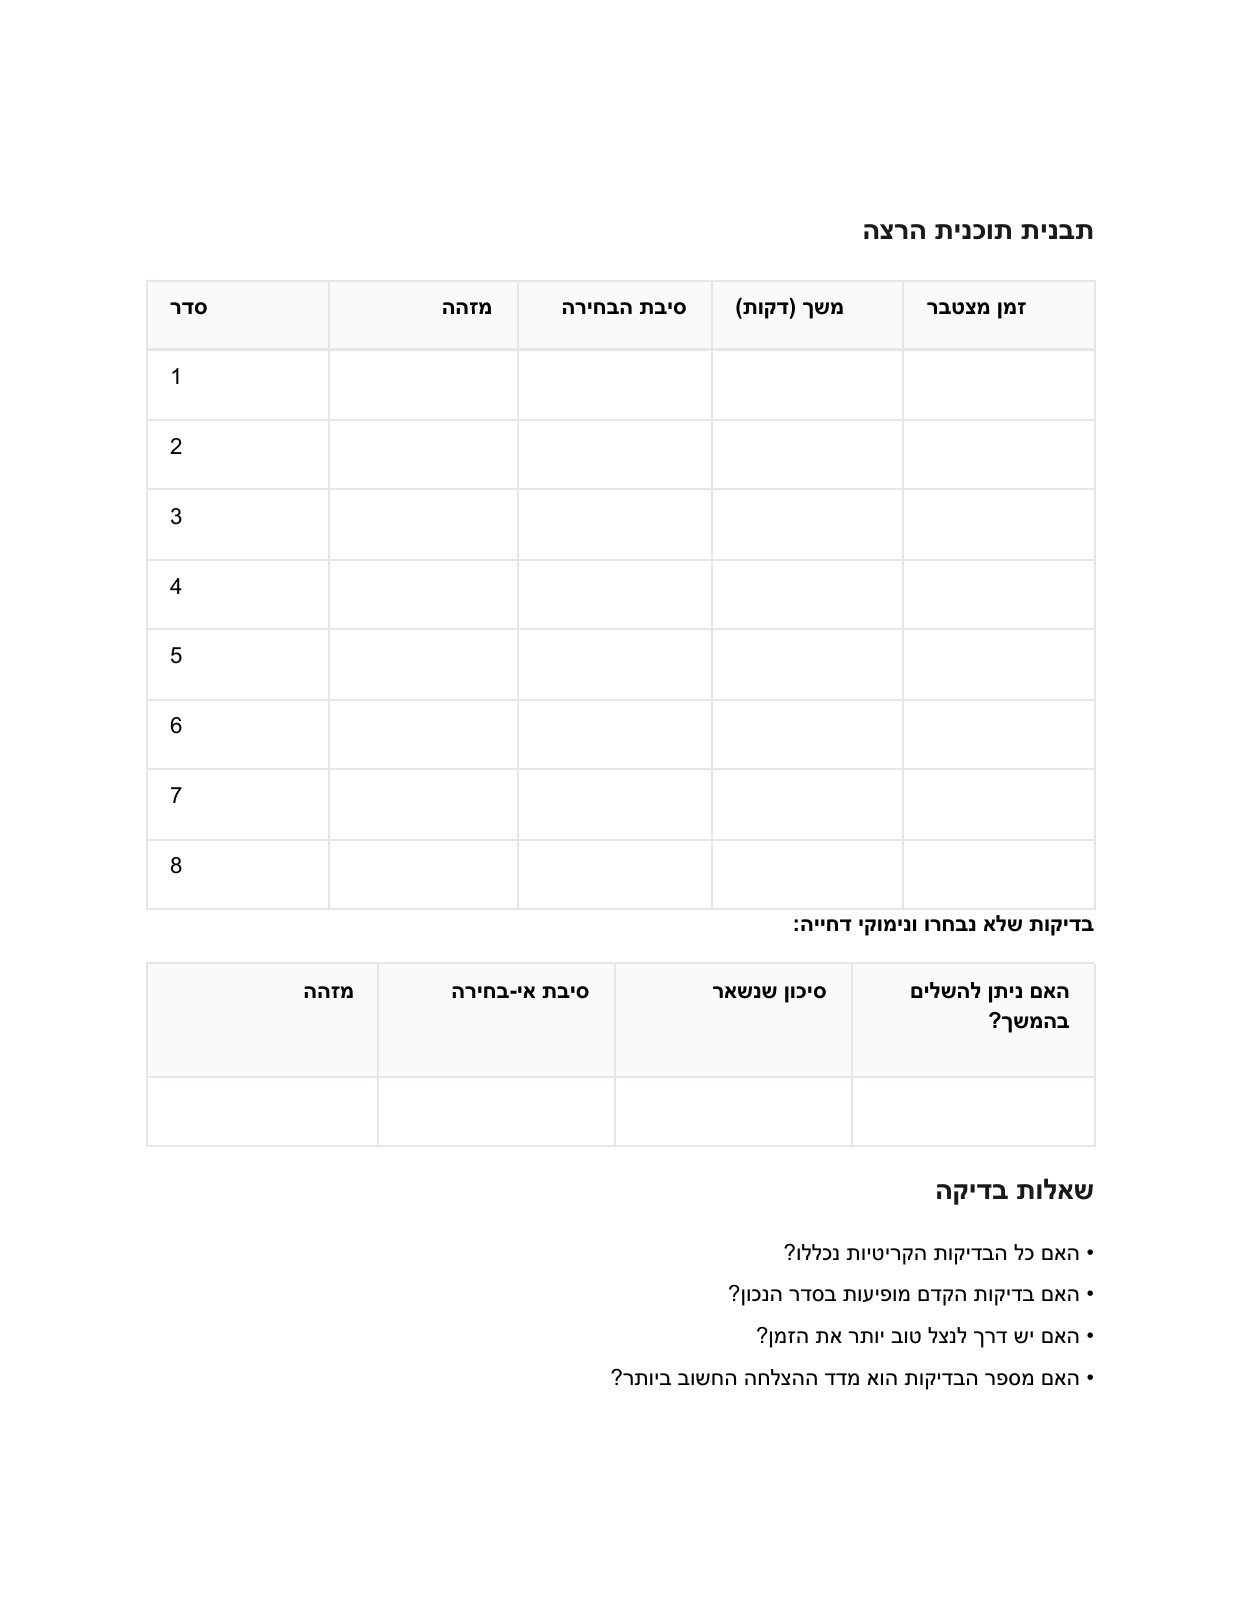 תבנית תוכנית הרצה
סדר מזהה סיבת הבחירה משך (דקות) זמן מצטבר
1
2
3
4
5
6
7
8
בדיקות שלא נבחרו ונימוקי דחייה:
מזהה סיבת אי-בחירה סיכון שנשאר האם ניתן להשלים
בהמשך?
שאלות בדיקה
• האם כל הבדיקות הקריטיות נכללו?
• האם בדיקות הקדם מופיעות בסדר הנכון?
• האם יש דרך לנצל טוב יותר את הזמן?
• האם מספר הבדיקות הוא מדד ההצלחה החשוב ביותר?